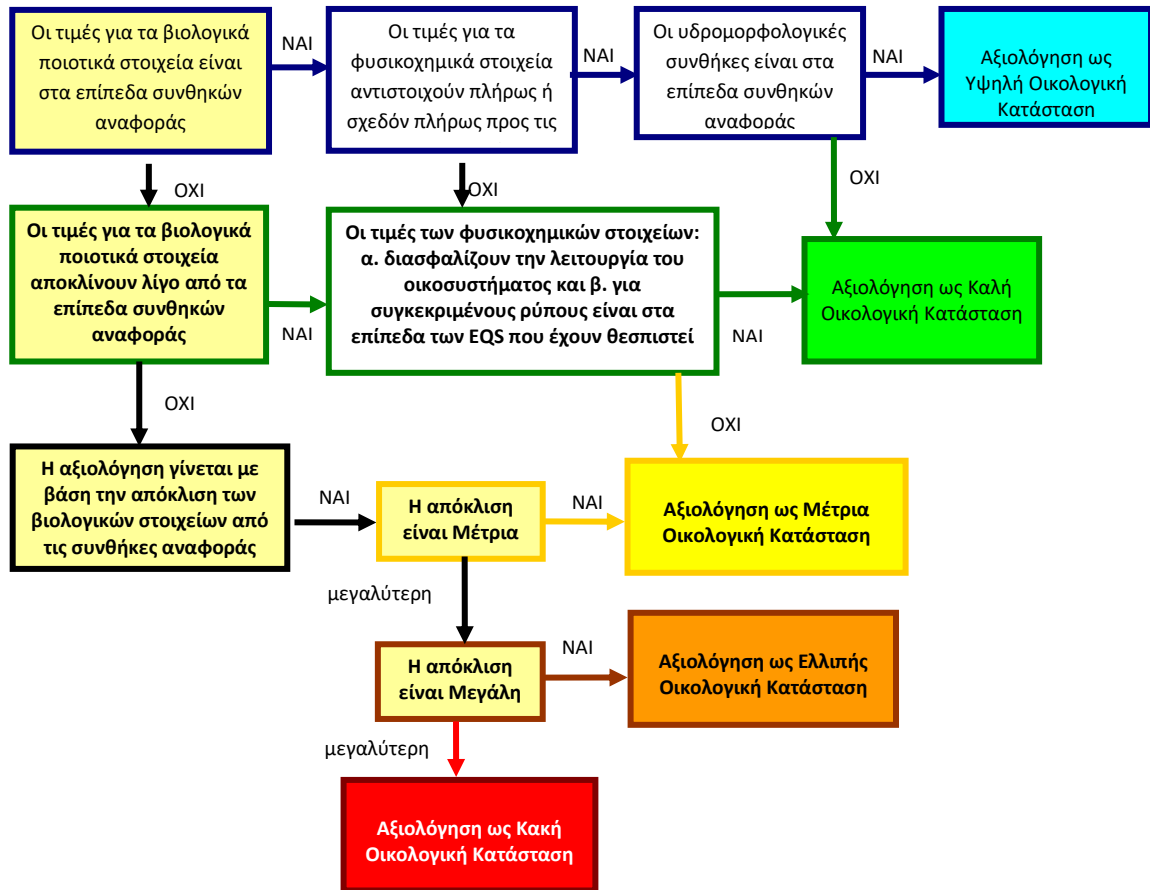 Οι τιμές για τα βιολογικά
ποιοτικά στοιχεία είναι
στα επίπεδα συνθηκών
αναφοράς
ΝΑΙ
Οι τιμές για τα
φυσικοχημικά στοιχεία
αντιστοιχούν πλήρως ή
σχεδόν πλήρως προς τις
ΝΑΙ
Οι υδρομορφολογικές
συνθήκες είναι στα
επίπεδα συνθηκών
αναφοράς
ΝΑΙ
Αξιολόγηση ως
Υψηλή Οικολογική
Κατάσταση
ΟΧΙ
ΟΧΙ
ΟΧΙ
Οι τιμές για τα βιολογικά
ποιοτικά στοιχεία
αποκλίνουν λίγο από τα
επίπεδα συνθηκών
αναφοράς
ΝΑΙ
Οι τιμές των φυσικοχημικών στοιχείων:
α. διασφαλίζουν την λειτουργία του
οικοσυστήματος και β. για
συγκεκριμένους ρύπους είναι στα
επίπεδα των EQS που έχουν θεσπιστεί
ΝΑΙ
Αξιολόγηση ως Καλή
Οικολογική Κατάσταση
ΟΧΙ
ΟΧΙ
Η αξιολόγηση γίνεται με
βάση την απόκλιση των
βιολογικών στοιχείων από
τις συνθήκες αναφοράς
ΝΑΙ
Η απόκλιση
είναι Μέτρια
ΝΑΙ
Αξιολόγηση ως Μέτρια
Οικολογική Κατάσταση
μεγαλύτερη
Η απόκλιση
είναι Μεγάλη
ΝΑΙ
Αξιολόγηση ως Ελλιπής
Οικολογική Κατάσταση
μεγαλύτερη
Αξιολόγηση ως Κακή
Οικολογική Κατάσταση